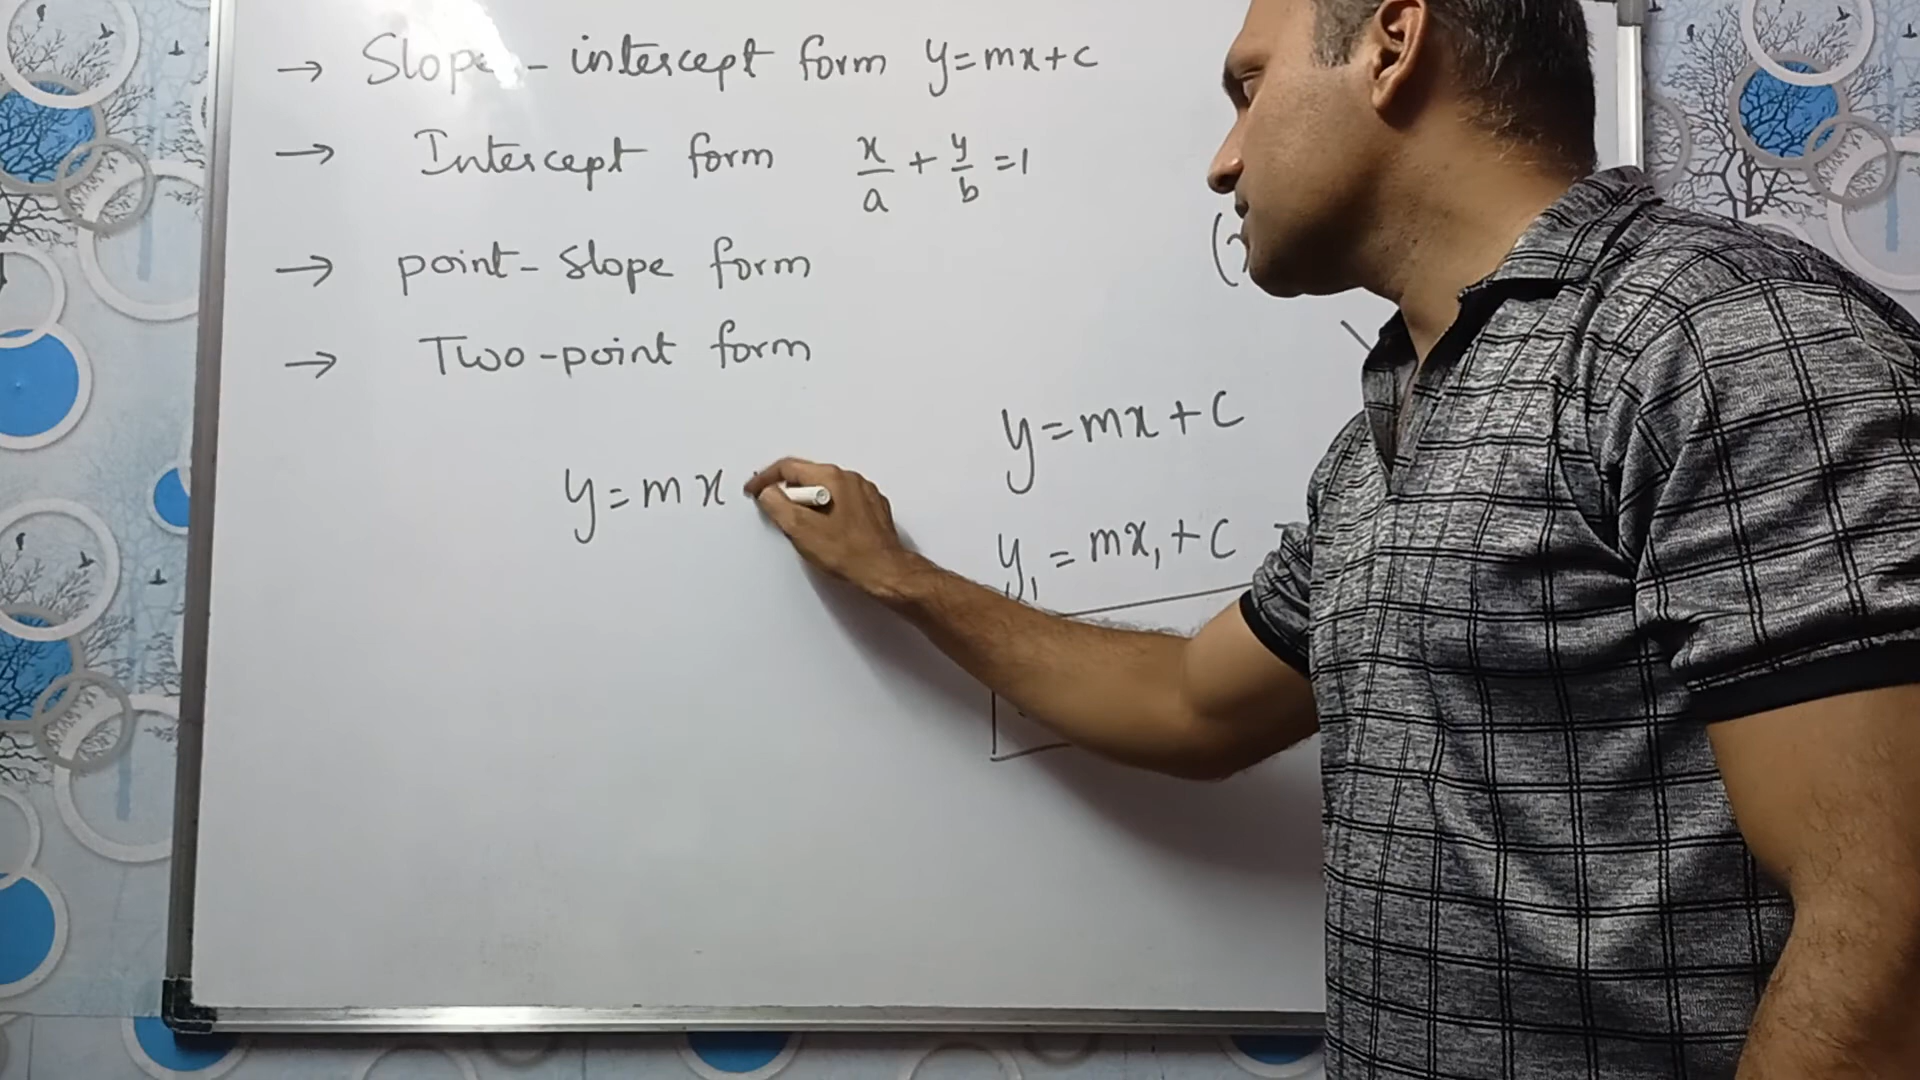 → Slope - intercept form y=mx+c
→ Intercept form x/a + y/b =1
→ point- slope form
→ Two-point form
y=mx+c
y=mx
y₁ = mx₁+c